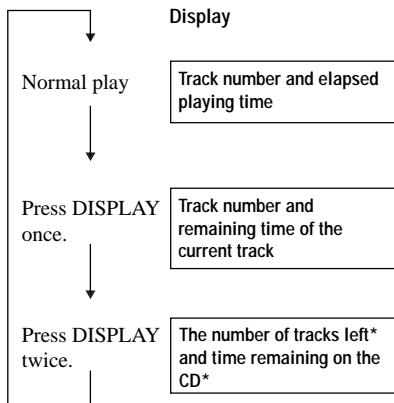 Display
Normal play
Track number and elapsed
playing time
Press DISPLAY
once.
Track number and
remaining time of the
current track
Press DISPLAY
twice.
The number of tracks left*
and time remaining on the
CD*